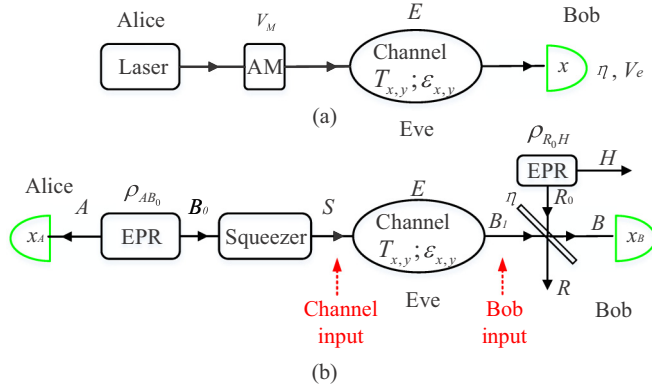 Alice V_M E Bob
Laser AM Channel x η , V_e
T_{x,y};ε_{x,y}
(a) Eve
ρ_{R_0H}
EPR H
Alice ρ_{AB_0} E η R_0
A B_0 S Channel B_1 B
x_A EPR Squeezer T_{x,y};ε_{x,y} x_B
Eve R Bob
Channel Bob
input input
(b)